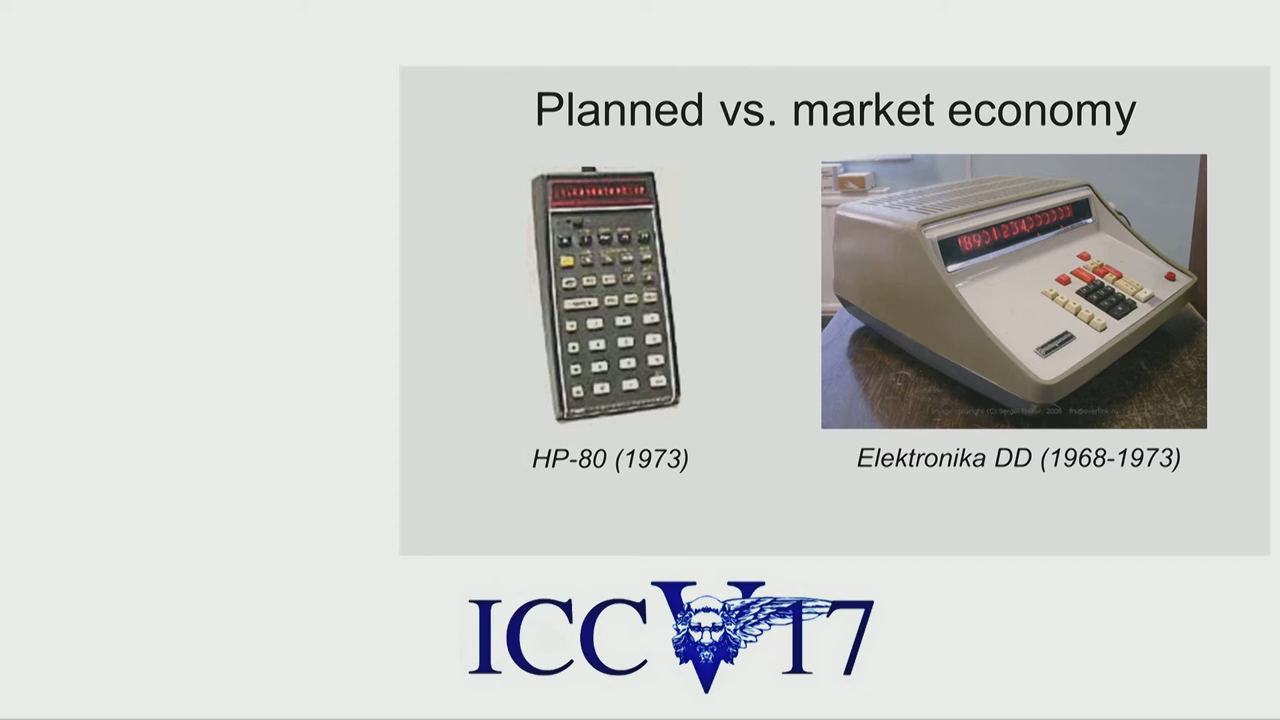 Planned vs. market economy
HP-80 (1973)
Elektronika DD (1968-1973)
ICCV17